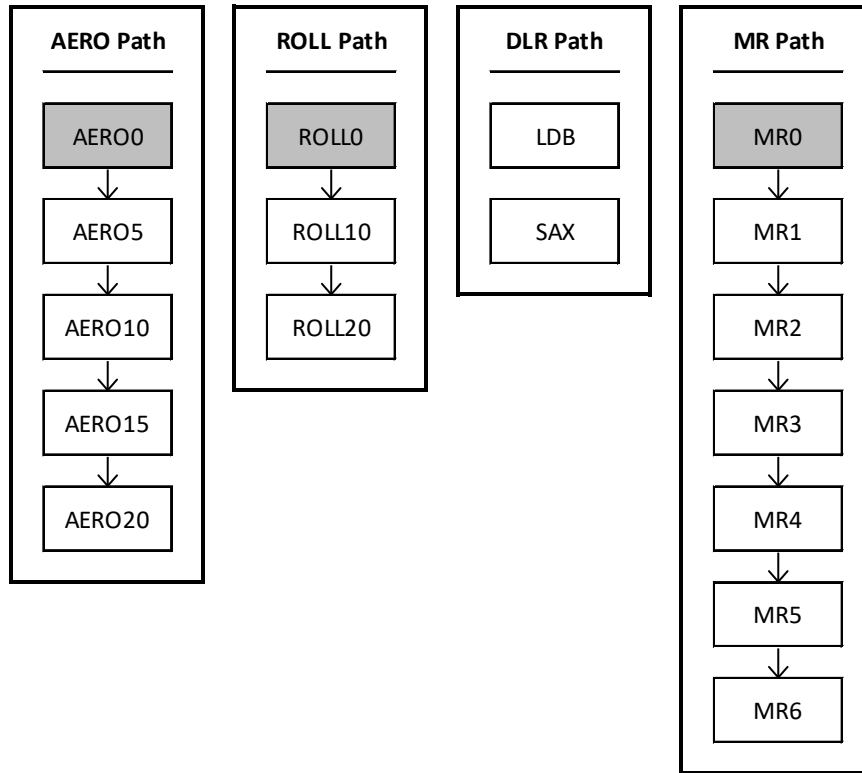 AERO Path
AERO0
AERO5
AERO10
AERO15
AERO20
ROLL Path
ROLL0
ROLL10
ROLL20
DLR Path
LDB
SAX
MR Path
MR0
MR1
MR2
MR3
MR4
MR5
MR6